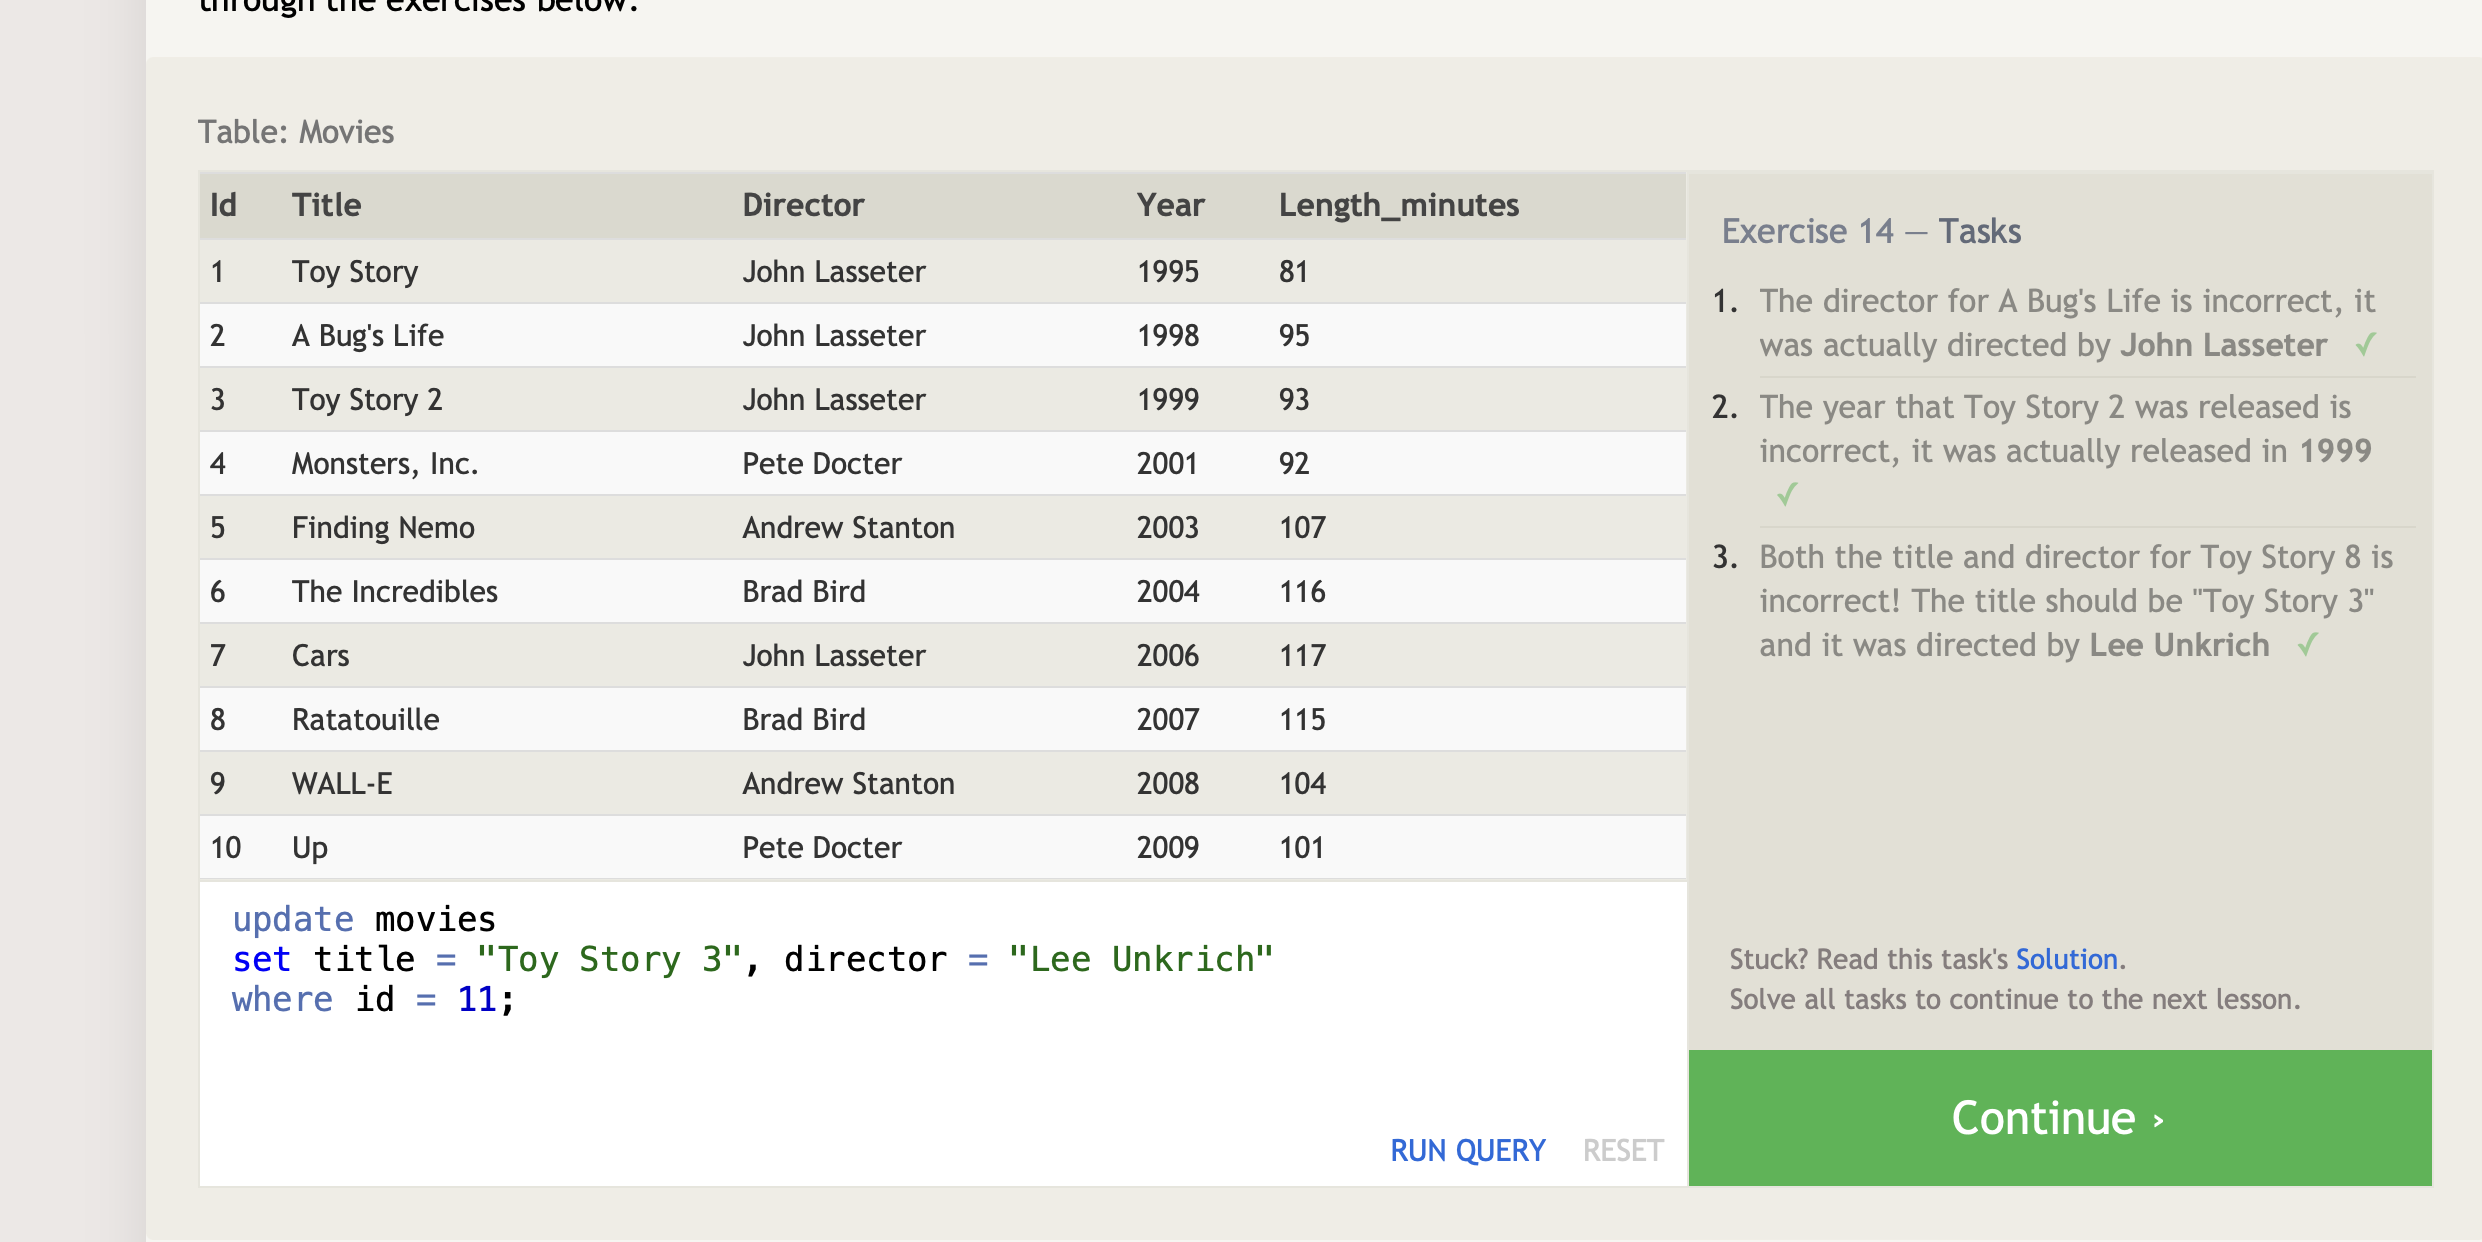 through the exercises below.
Table: Movies
Id Title Director Year Length_minutes
1 Toy Story John Lasseter 1995 81
2 A Bug's Life John Lasseter 1998 95
3 Toy Story 2 John Lasseter 1999 93
4 Monsters, Inc. Pete Docter 2001 92
5 Finding Nemo Andrew Stanton 2003 107
6 The Incredibles Brad Bird 2004 116
7 Cars John Lasseter 2006 117
8 Ratatouille Brad Bird 2007 115
9 WALL-E Andrew Stanton 2008 104
10 Up Pete Docter 2009 101
update movies
set title = "Toy Story 3", director = "Lee Unkrich"
where id = 11;
RUN QUERY RESET
Exercise 14 — Tasks
1. The director for A Bug's Life is incorrect, it
was actually directed by John Lasseter ✓
2. The year that Toy Story 2 was released is
incorrect, it was actually released in 1999
✓
3. Both the title and director for Toy Story 8 is
incorrect! The title should be "Toy Story 3"
and it was directed by Lee Unkrich ✓
Stuck? Read this task's Solution.
Solve all tasks to continue to the next lesson.
Continue ›